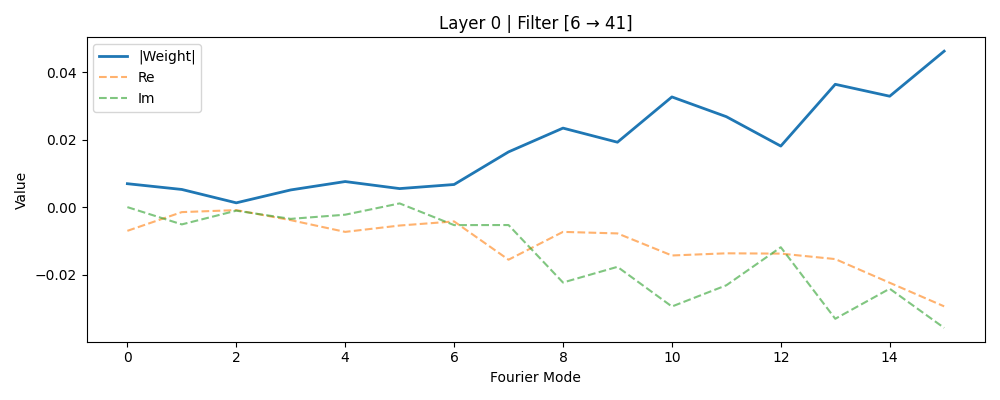 Layer 0 | Filter [6 → 41]
|Weight|
Re
Im
Value
0.04
0.02
0.00
−0.02
0 2 4 6 8 10 12 14
Fourier Mode